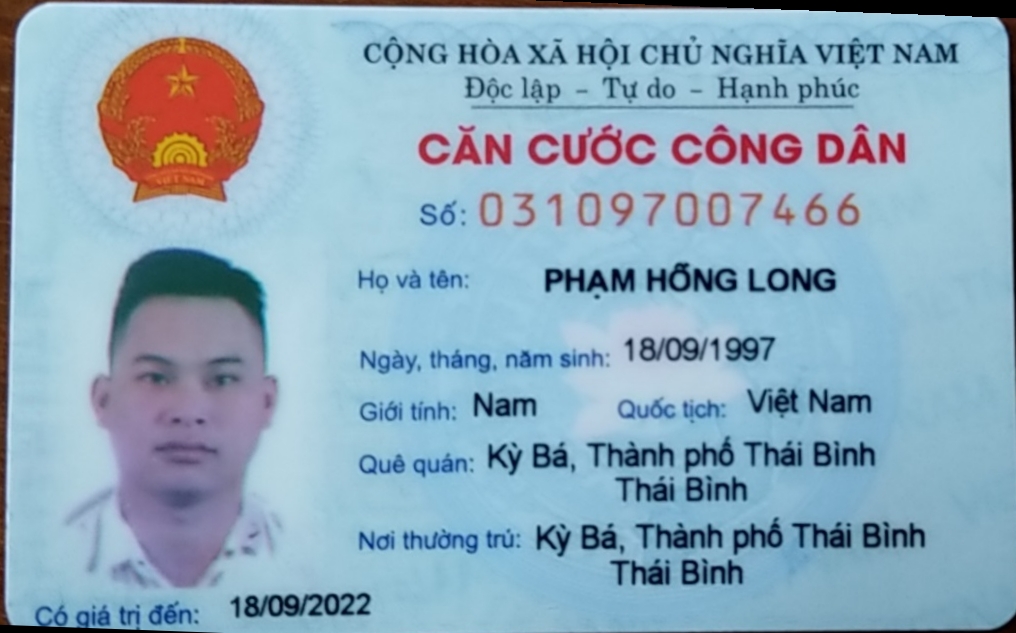 CỘNG HÒA XÃ HỘI CHỦ NGHĨA VIỆT NAM
Độc lập – Tự do – Hạnh phúc
CĂN CƯỚC CÔNG DÂN
Số: 031097007466
Họ và tên: PHẠM HỒNG LONG
Ngày, tháng, năm sinh: 18/09/1997
Giới tính: Nam Quốc tịch: Việt Nam
Quê quán: Kỳ Bá, Thành phố Thái Bình
Thái Bình
Nơi thường trú: Kỳ Bá, Thành phố Thái Bình
Thái Bình
Có giá trị đến: 18/09/2022
VIỆT NAM